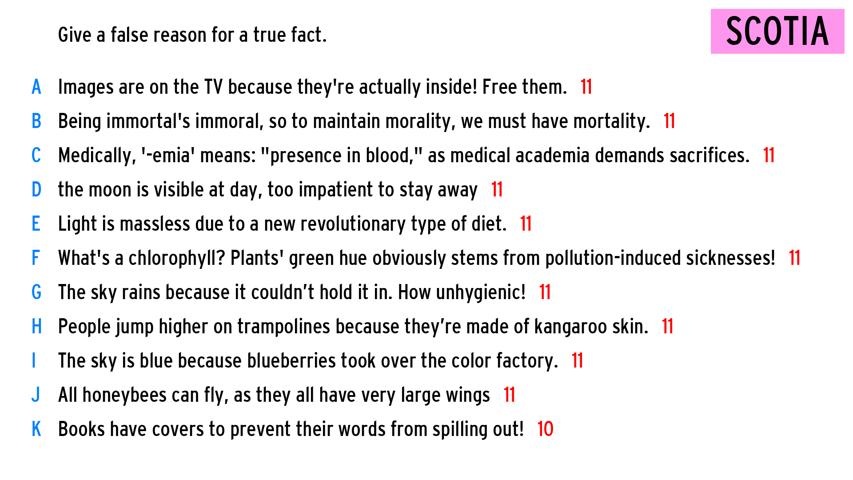 Give a false reason for a true fact.
SCOTIA
A Images are on the TV because they're actually inside! Free them. 11
B Being immortal's immoral, so to maintain morality, we must have mortality. 11
C Medically, '-emia' means: "presence in blood," as medical academia demands sacrifices. 11
D the moon is visible at day, too impatient to stay away 11
E Light is massless due to a new revolutionary type of diet. 11
F What's a chlorophyll? Plants' green hue obviously stems from pollution-induced sicknesses! 11
G The sky rains because it couldn’t hold it in. How unhygienic! 11
H People jump higher on trampolines because they’re made of kangaroo skin. 11
I The sky is blue because blueberries took over the color factory. 11
J All honeybees can fly, as they all have very large wings 11
K Books have covers to prevent their words from spilling out! 10